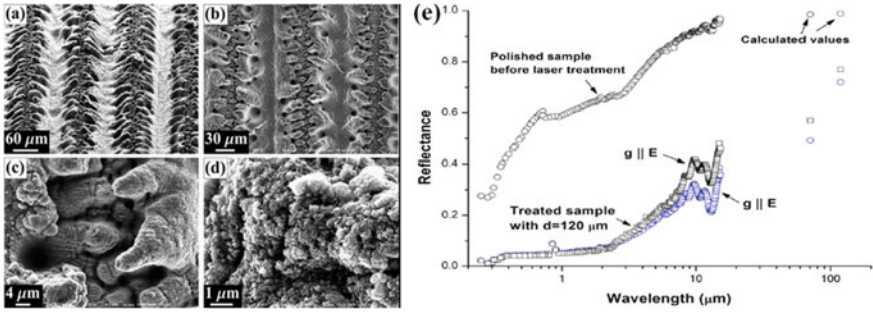 (a)
(b)
60 μm
30 μm
(c)
(d)
4 μm
1 μm
(e)
1.0
0.8
0.6
0.4
0.2
0.0
Reflectance
Polished sample
before laser treatment
Calculated values
g || E
g || E
Treated sample
with d=120 μm
1
10
100
Wavelength (μm)